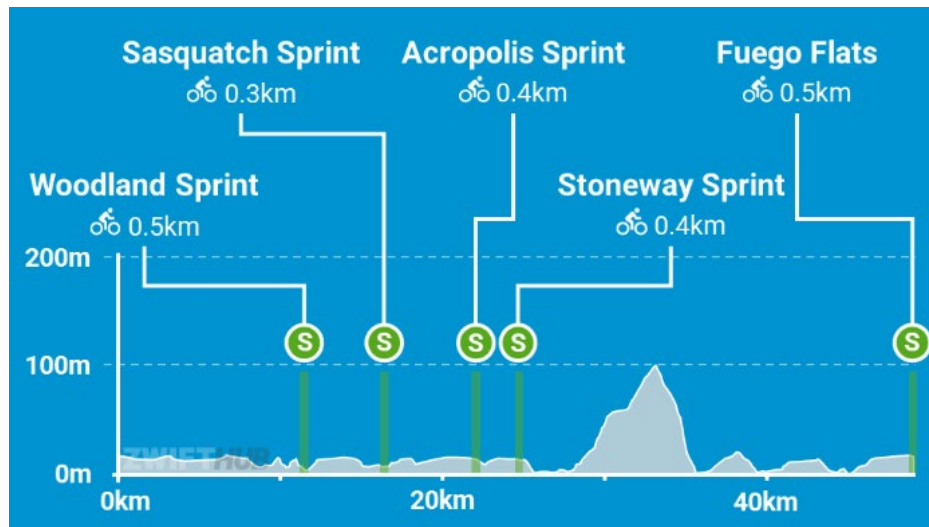 Sasquatch Sprint
0.3km
Acropolis Sprint
0.4km
Fuego Flats
0.5km
Woodland Sprint
0.5km
Stoneway Sprint
0.4km
200m
S
S
S
S
S
100m
ZWIFTHUB
0m
0km
20km
40km